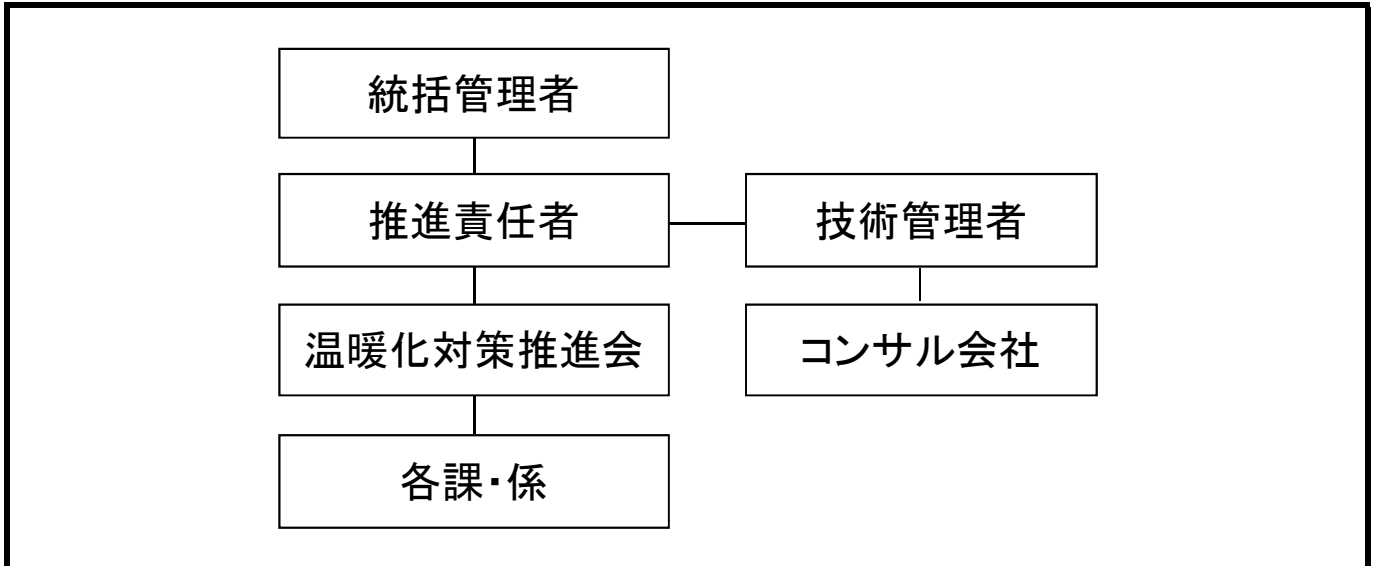 統括管理者
推進責任者
技術管理者
温暖化対策推進会
コンサル会社
各課・係